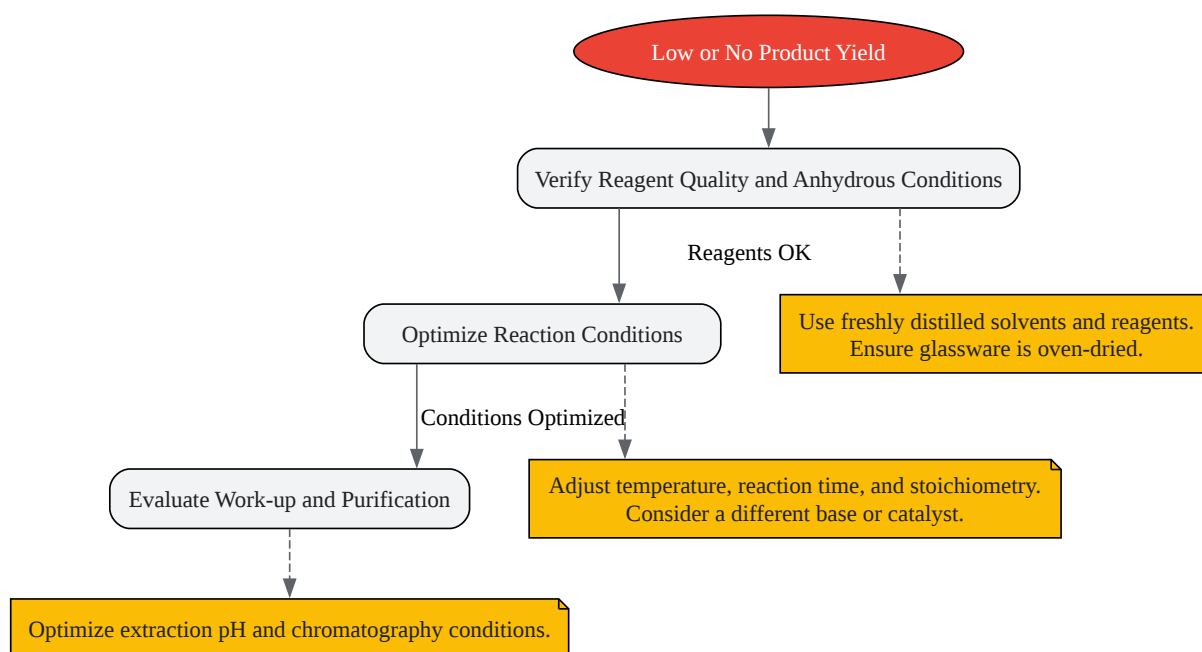 Low or No Product Yield
Verify Reagent Quality and Anhydrous Conditions
Reagents OK
Use freshly distilled solvents and reagents.
Ensure glassware is oven-dried.
Optimize Reaction Conditions
Conditions Optimized
Adjust temperature, reaction time, and stoichiometry.
Consider a different base or catalyst.
Evaluate Work-up and Purification
Optimize extraction pH and chromatography conditions.